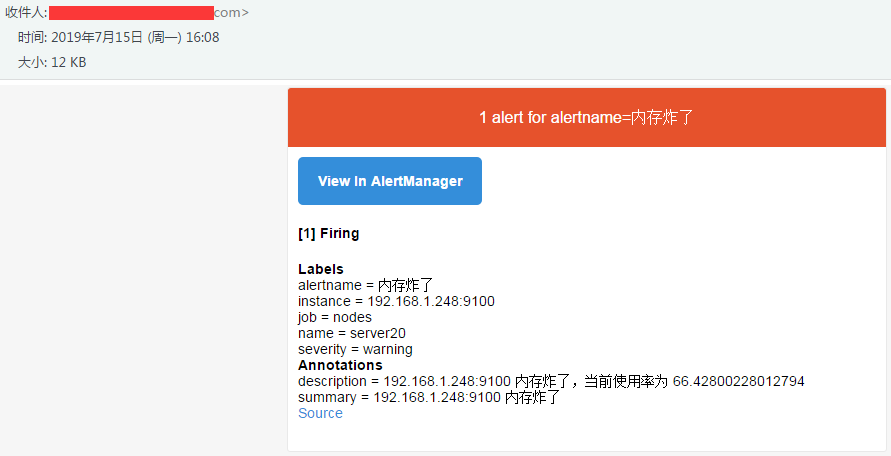 收件人: com>
时间: 2019年7月15日 (周一) 16:08
大小: 12 KB
1 alert for alertname=内存炸了
View In AlertManager
[1] Firing
Labels
alertname = 内存炸了
instance = 192.168.1.248:9100
job = nodes
name = server20
severity = warning
Annotations
description = 192.168.1.248:9100 内存炸了，当前使用率为 66.42800228012794
summary = 192.168.1.248:9100 内存炸了
Source